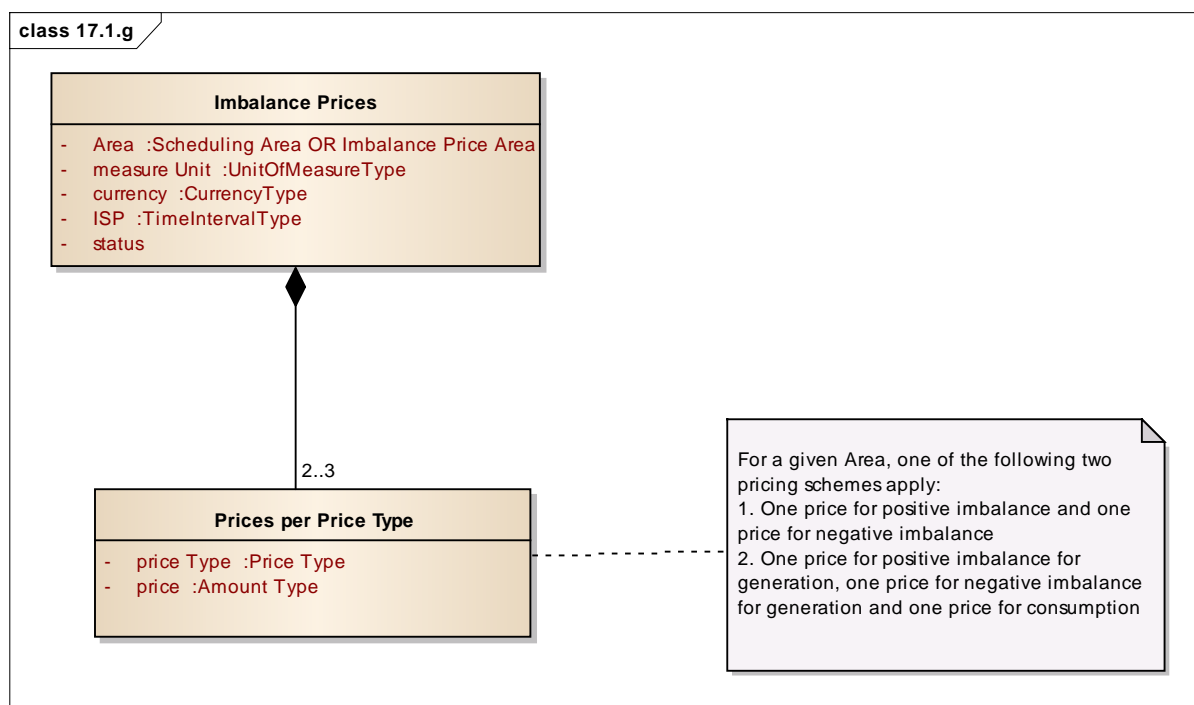 class 17.1.g
Imbalance Prices
- Area :Scheduling Area OR Imbalance Price Area
- measure Unit :UnitOfMeasureType
- currency :CurrencyType
- ISP :TimeIntervalType
- status
2..3
Prices per Price Type
- price Type :Price Type
- price :Amount Type
For a given Area, one of the following two
pricing schemes apply:
1. One price for positive imbalance and one
price for negative imbalance
2. One price for positive imbalance for
generation, one price for negative imbalance
for generation and one price for consumption